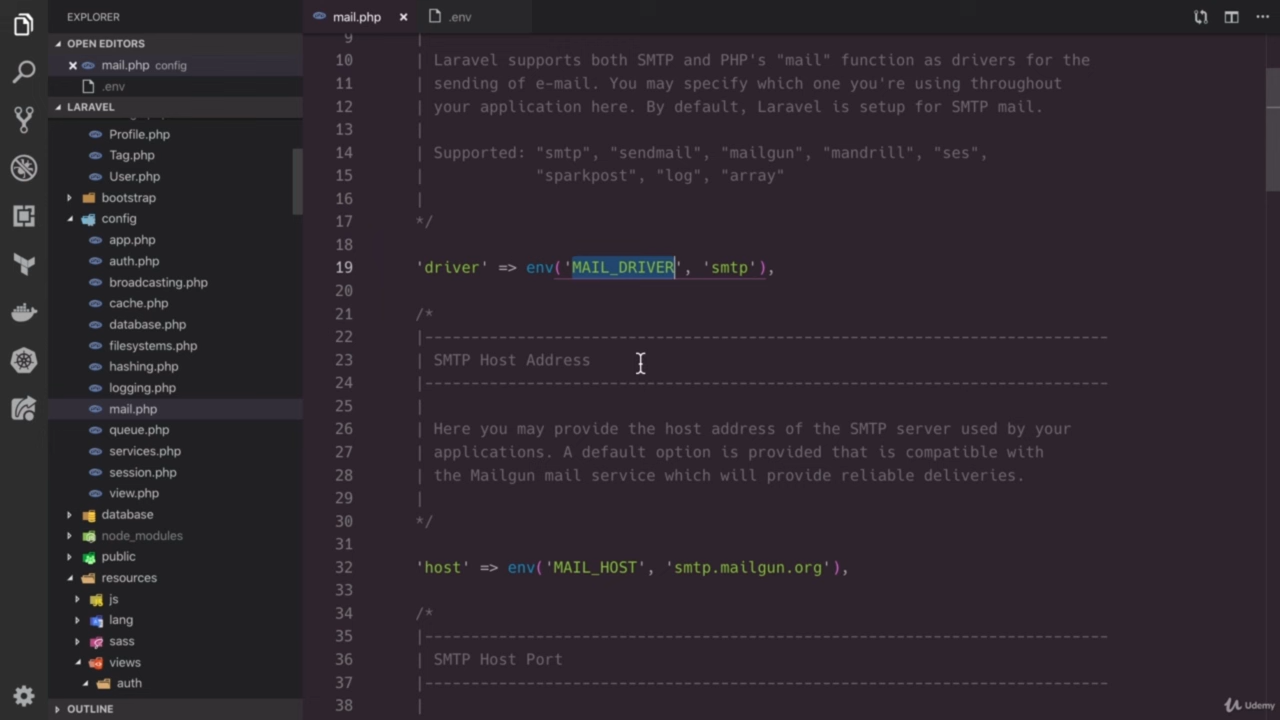 EXPLORER
OPEN EDITORS
mail.php config
.env
LARAVEL
Profile.php
Tag.php
User.php
bootstrap
config
app.php
auth.php
broadcasting.php
cache.php
database.php
filesystems.php
hashing.php
logging.php
mail.php
queue.php
services.php
session.php
view.php
database
node_modules
public
resources
js
lang
sass
views
auth
OUTLINE
mail.php
.env
9 |
10 | Laravel supports both SMTP and PHP's "mail" function as drivers for the
11 | sending of e-mail. You may specify which one you're using throughout
12 | your application here. By default, Laravel is setup for SMTP mail.
13 |
14 | Supported: "smtp", "sendmail", "mailgun", "mandrill", "ses",
15 | "sparkpost", "log", "array"
16 |
17 */
18
19 'driver' => env('MAIL_DRIVER', 'smtp'),
20
21 /*
22 |--------------------------------------------------------------------------
23 | SMTP Host Address
24 |--------------------------------------------------------------------------
25 |
26 | Here you may provide the host address of the SMTP server used by your
27 | applications. A default option is provided that is compatible with
28 | the Mailgun mail service which will provide reliable deliveries.
29 |
30 */
31
32 'host' => env('MAIL_HOST', 'smtp.mailgun.org'),
33
34 /*
35 |--------------------------------------------------------------------------
36 | SMTP Host Port
37 |--------------------------------------------------------------------------
38 |
Udemy